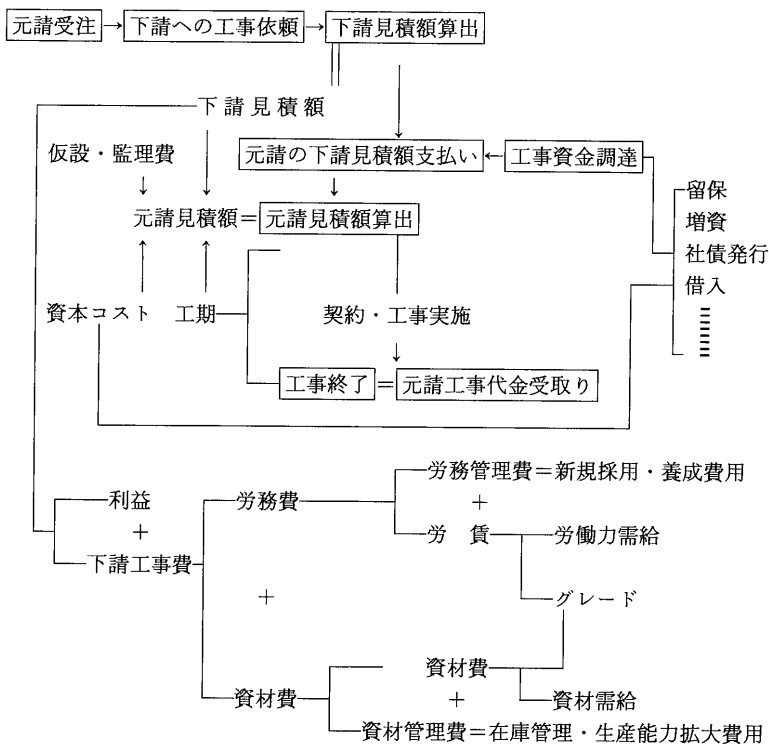 元請受注→下請への工事依頼→下請見積額算出
下請見積額
仮設・監理費
元請の下請見積額支払い←工事資金調達
留保
元請見積額=元請見積額算出
増資
社債発行
借入
資本コスト 工期
契約・工事実施
工事終了=元請工事代金受取り
労務管理費=新規採用・養成費用
利益
労務費
+
+
労賃
労働力需給
下請工事費
+
グレード
資材費
資材費
+
資材需給
資材管理費=在庫管理・生産能力拡大費用